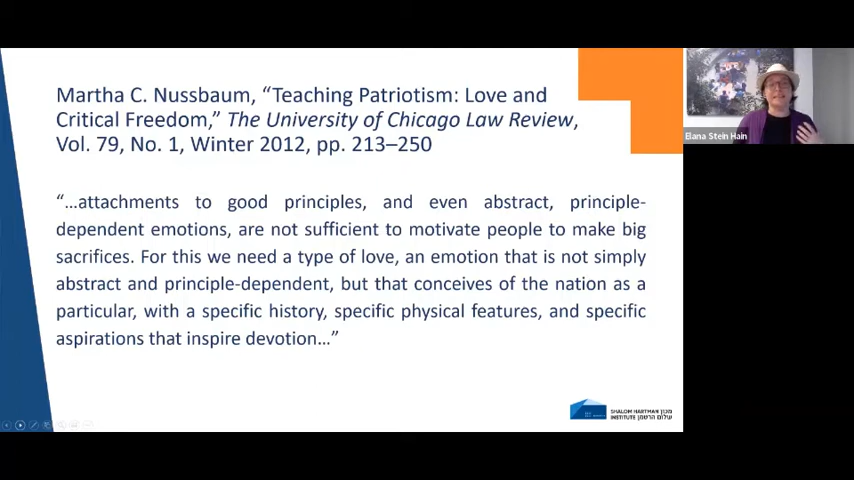 Martha C. Nussbaum, “Teaching Patriotism: Love and
Critical Freedom,” The University of Chicago Law Review,
Vol. 79, No. 1, Winter 2012, pp. 213–250
“…attachments to good principles, and even abstract, principle-
dependent emotions, are not sufficient to motivate people to make big
sacrifices. For this we need a type of love, an emotion that is not simply
abstract and principle-dependent, but that conceives of the nation as a
particular, with a specific history, specific physical features, and specific
aspirations that inspire devotion…”
Elana Stein Hain
SHALOM HARTMAN מכון
INSTITUTE שלום הרטמן